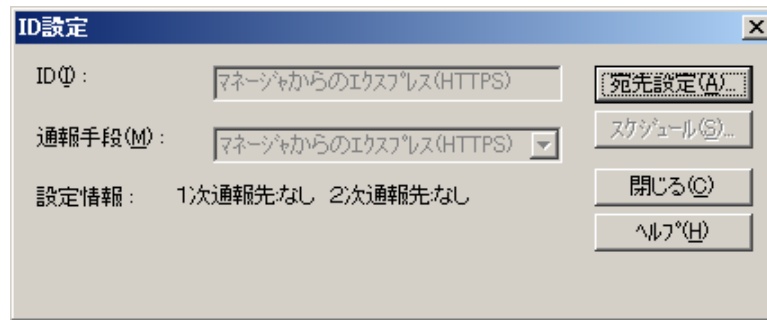 ID設定
ID(I):
マネージャからのエクスプレス(HTTPS)
宛先設定(A)...
通報手段(M):
マネージャからのエクスプレス(HTTPS)
スケジュール(S)...
設定情報: 1次通報先:なし 2次通報先:なし
閉じる(C)
ヘルプ(H)